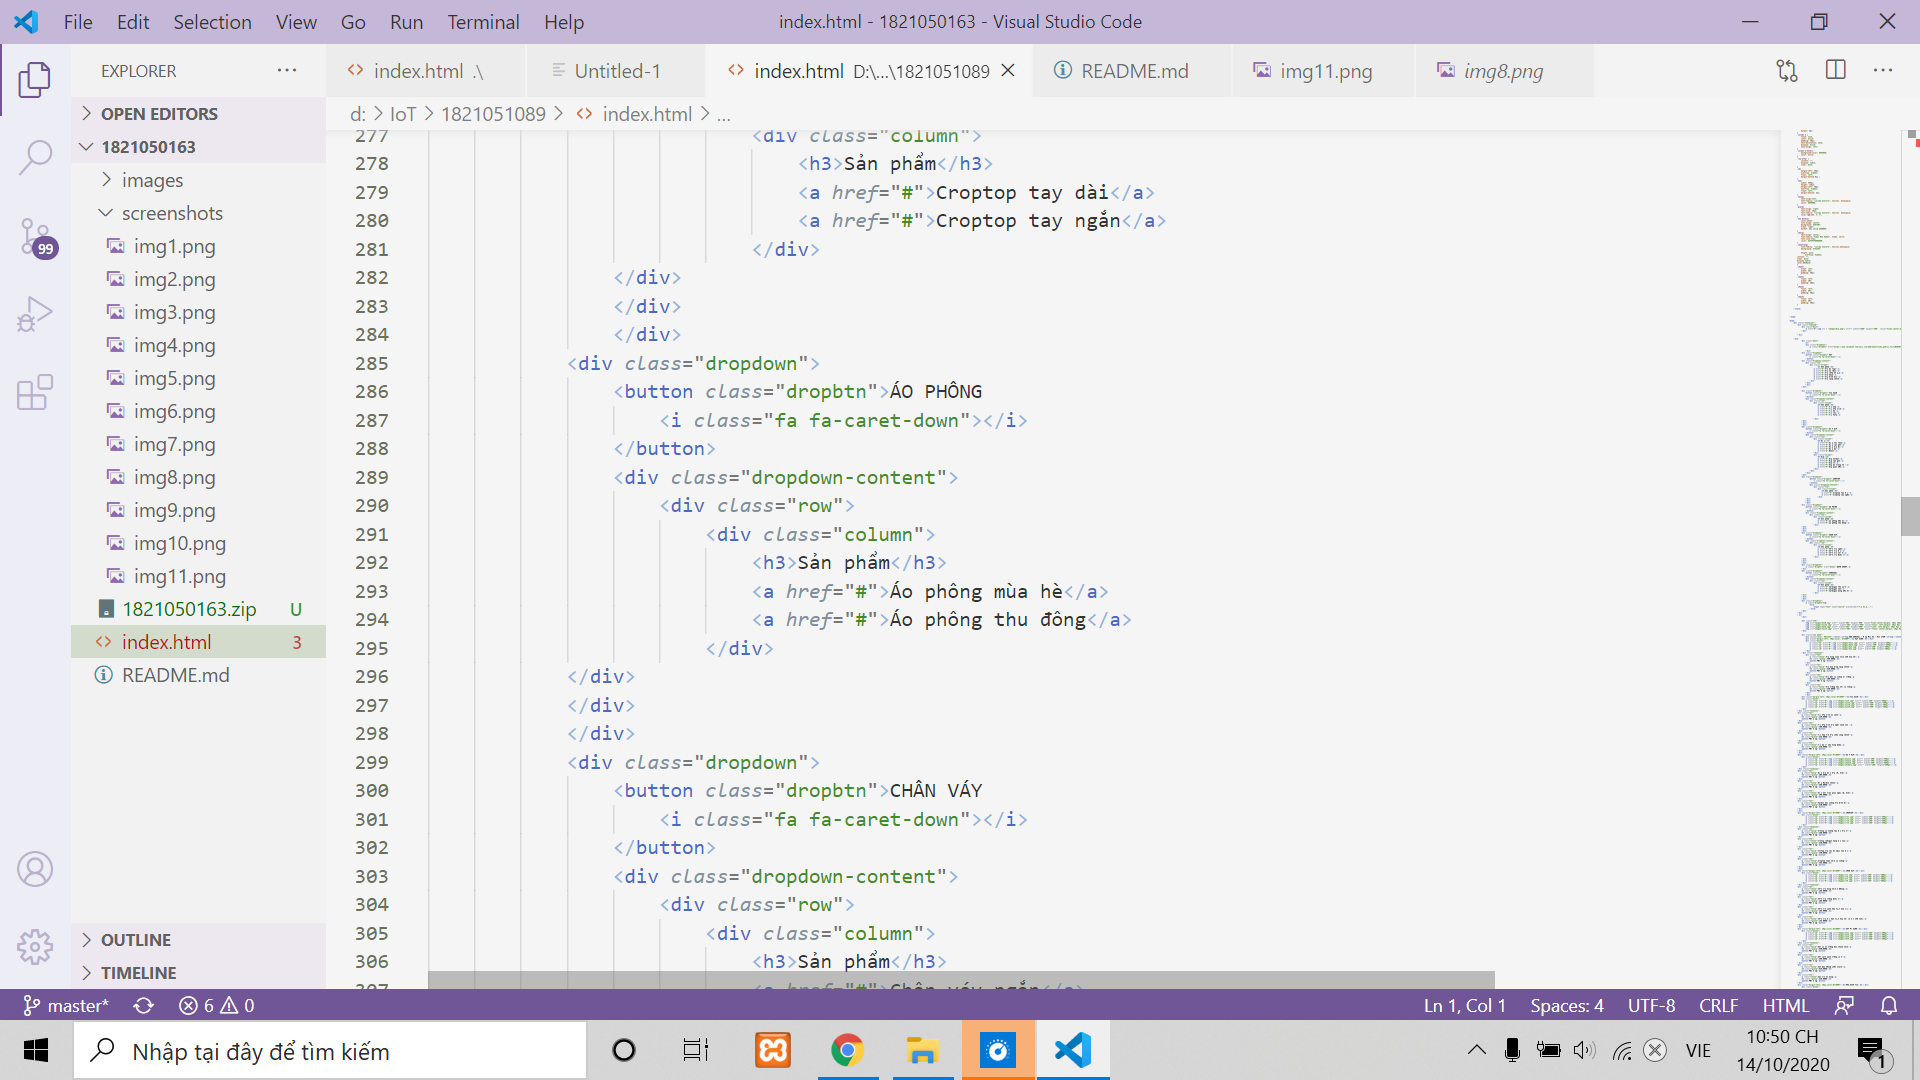 File Edit Selection View Go Run Terminal Help
index.html - 1821050163 - Visual Studio Code
EXPLORER ···
index.html .\ Untitled-1 index.html D:\...\1821051089 README.md img11.png img8.png
d: > IoT > 1821051089 > index.html > ...
OPEN EDITORS
1821050163
images
screenshots
img1.png
img2.png
img3.png
img4.png
img5.png
img6.png
img7.png
img8.png
img9.png
img10.png
img11.png
1821050163.zip U
index.html 3
README.md
OUTLINE
TIMELINE
99
277 <div class="column">
278 <h3>Sản phẩm</h3>
279 <a href="#">Croptop tay dài</a>
280 <a href="#">Croptop tay ngắn</a>
281 </div>
282 </div>
283 </div>
284 </div>
285 <div class="dropdown">
286 <button class="dropbtn">ÁO PHÔNG
287 <i class="fa fa-caret-down"></i>
288 </button>
289 <div class="dropdown-content">
290 <div class="row">
291 <div class="column">
292 <h3>Sản phẩm</h3>
293 <a href="#">Áo phông mùa hè</a>
294 <a href="#">Áo phông thu đông</a>
295 </div>
296 </div>
297 </div>
298 </div>
299 <div class="dropdown">
300 <button class="dropbtn">CHÂN VÁY
301 <i class="fa fa-caret-down"></i>
302 </button>
303 <div class="dropdown-content">
304 <div class="row">
305 <div class="column">
306 <h3>Sản phẩm</h3>
307 <a href="#">Chân váy ngắn</a>
master* 6 0 Ln 1, Col 1 Spaces: 4 UTF-8 CRLF HTML
Nhập tại đây để tìm kiếm
VIE
10:50 CH
14/10/2020
1